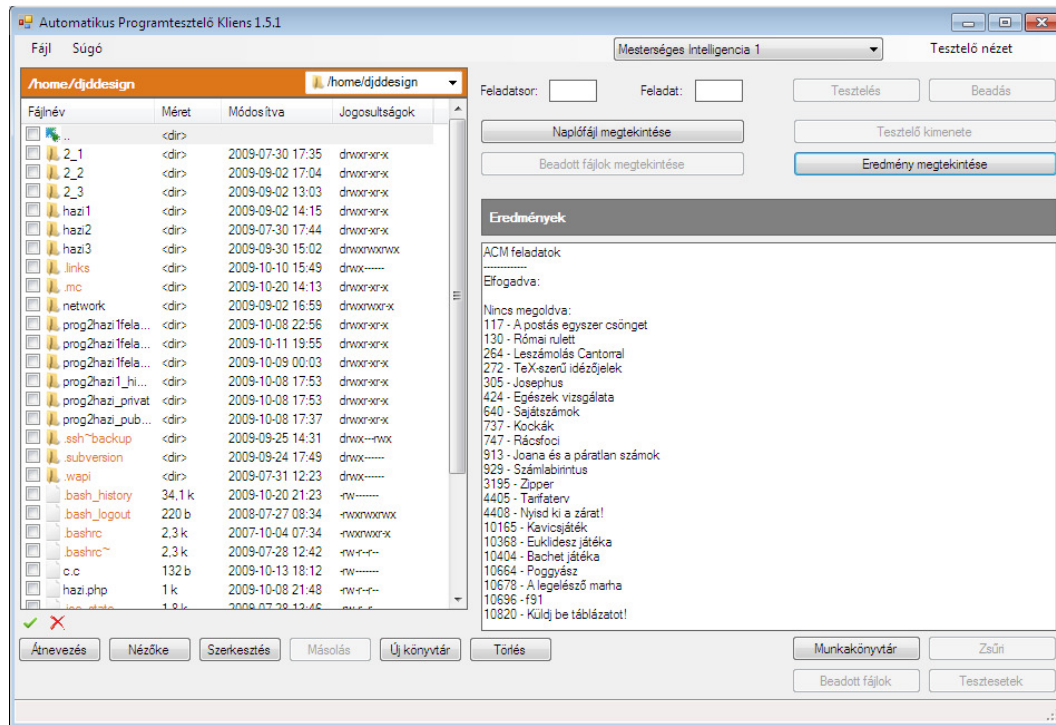 Automatikus Programtesztelő Kliens 1.5.1
Fájl Súgó Mesterséges Intelligencia 1 Tesztelő nézet
/home/djddesign /home/djddesign
Fájlnév Méret Módosítva Jogosultságok
.. <dir>
2_1 <dir> 2009-07-30 17:35 drwxr-xr-x
2_2 <dir> 2009-09-02 17:04 drwxr-xr-x
2_3 <dir> 2009-09-02 13:03 drwxr-xr-x
hazi1 <dir> 2009-09-02 14:15 drwxr-xr-x
hazi2 <dir> 2009-07-30 17:44 drwxr-xr-x
hazi3 <dir> 2009-09-30 15:02 drwxrwxrwx
.links <dir> 2009-10-10 15:49 drwx------
.mc <dir> 2009-10-20 14:13 drwx------
network <dir> 2009-09-02 16:59 drwxrwxr-x
prog2hazi1fela... <dir> 2009-10-08 22:56 drwxr-xr-x
prog2hazi1fela... <dir> 2009-10-11 19:55 drwxr-xr-x
prog2hazi1fela... <dir> 2009-10-09 00:03 drwxr-xr-x
prog2hazi1_hi... <dir> 2009-10-08 17:53 drwxr-xr-x
prog2hazi_privat <dir> 2009-10-08 17:53 drwxr-xr-x
prog2hazi_pub... <dir> 2009-10-08 17:37 drwxr-xr-x
.ssh~backup <dir> 2009-09-25 14:31 drwx---rwx
.subversion <dir> 2009-09-24 17:49 drwx------
.wapi <dir> 2009-07-31 12:23 drwx------
.bash_history 34,1 k 2009-10-20 21:23 -rw-------
.bash_logout 220 b 2008-07-27 08:34 -rwxrwxrwx
.bashrc 2,3 k 2007-10-04 07:34 -rwxrwxr-x
.bashrc~ 2,3 k 2009-07-28 12:42 -rw-r--r--
c.c 132 b 2009-10-13 18:12 -rw-------
hazi.php 1 k 2009-10-08 21:48 -rw-r--r--
1,8 k 2009-07-28 13:46
Átnevezés Nézőke Szerkesztés Másolás Új könyvtár Törlés
Feladatsor: Feladat: Tesztelés Beadás
Naplófájl megtekintése Tesztelő kimenete
Beadott fájlok megtekintése Eredmény megtekintése
Eredmények
ACM feladatok
-------------
Elfogadva:
Nincs megoldva:
117 - A postás egyszer csönget
130 - Római rulett
264 - Leszámolás Cantorral
272 - TeX-szerű idézőjelek
305 - Josephus
424 - Egészek vizsgálata
640 - Sajátszámok
737 - Kockák
747 - Rácsfoci
913 - Joana és a páratlan számok
929 - Számlabirintus
3195 - Zipper
4405 - Tarifaterv
4408 - Nyisd ki a zárat!
10165 - Kavicsjáték
10368 - Euklidesz játéka
10404 - Bachet játéka
10664 - Poggyász
10678 - A legelésző marha
10696 - f91
10820 - Küldj be táblázatot!
Munkakönyvtár Zsűri
Beadott fájlok Tesztesetek